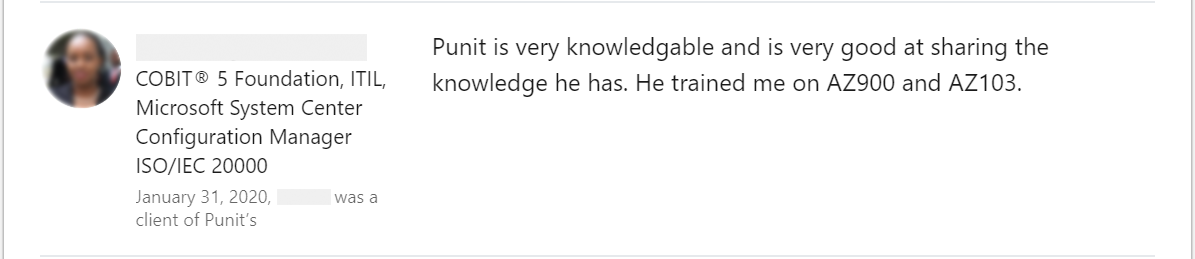 COBIT® 5 Foundation, ITIL,
Microsoft System Center
Configuration Manager
ISO/IEC 20000
January 31, 2020, was a
client of Punit's
Punit is very knowledgable and is very good at sharing the
knowledge he has. He trained me on AZ900 and AZ103.